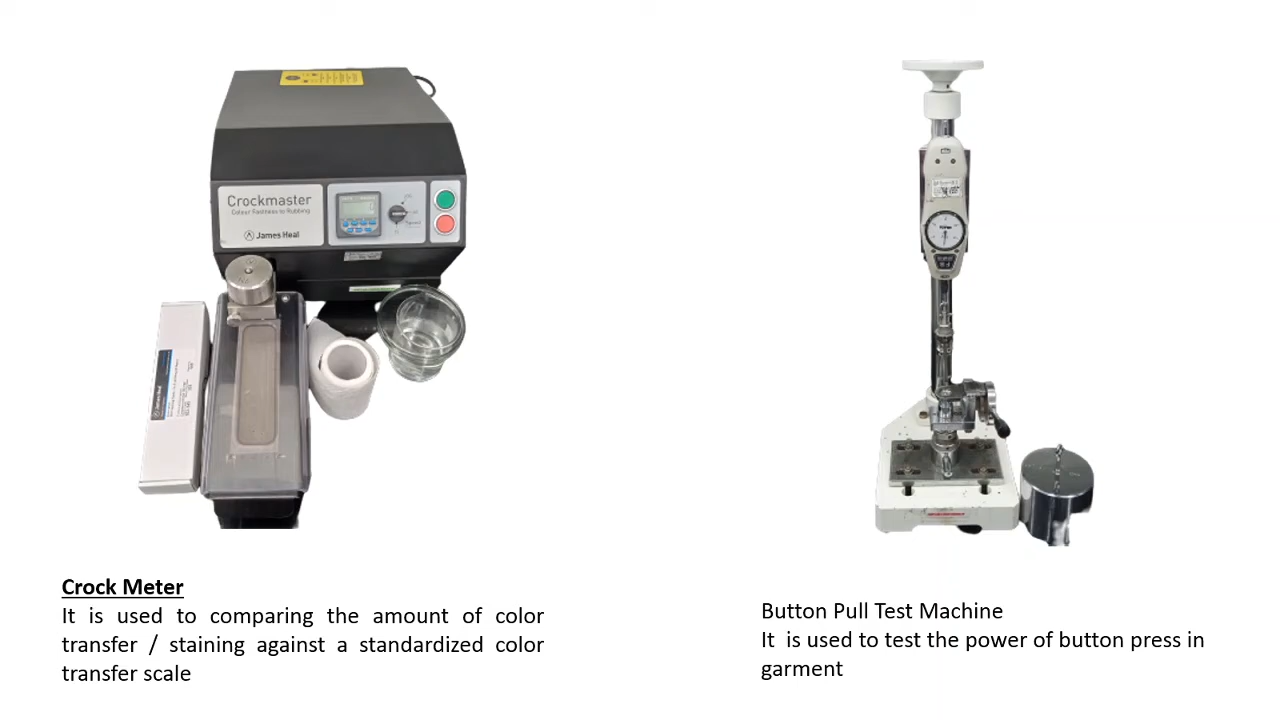 Crockmaster
Colour Fastness to Rubbing
James Heal
James Heal
Crock Meter
It is used to comparing the amount of color
transfer / staining against a standardized color
transfer scale
Button Pull Test Machine
It is used to test the power of button press in
garment